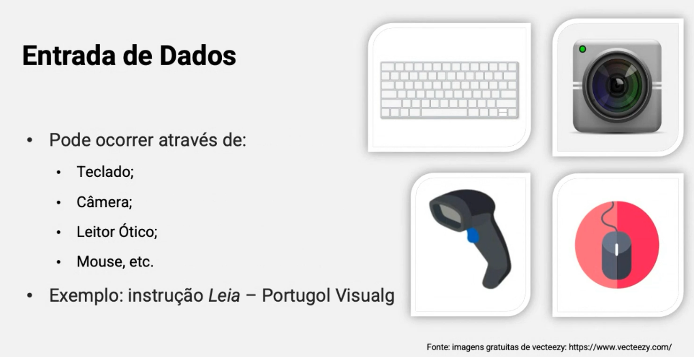 Entrada de Dados
• Pode ocorrer através de:
• Teclado;
• Câmera;
• Leitor Ótico;
• Mouse, etc.
• Exemplo: instrução Leia – Portugol Visualg
Fonte: imagens gratuitas de vecteezy: https://www.vecteezy.com/